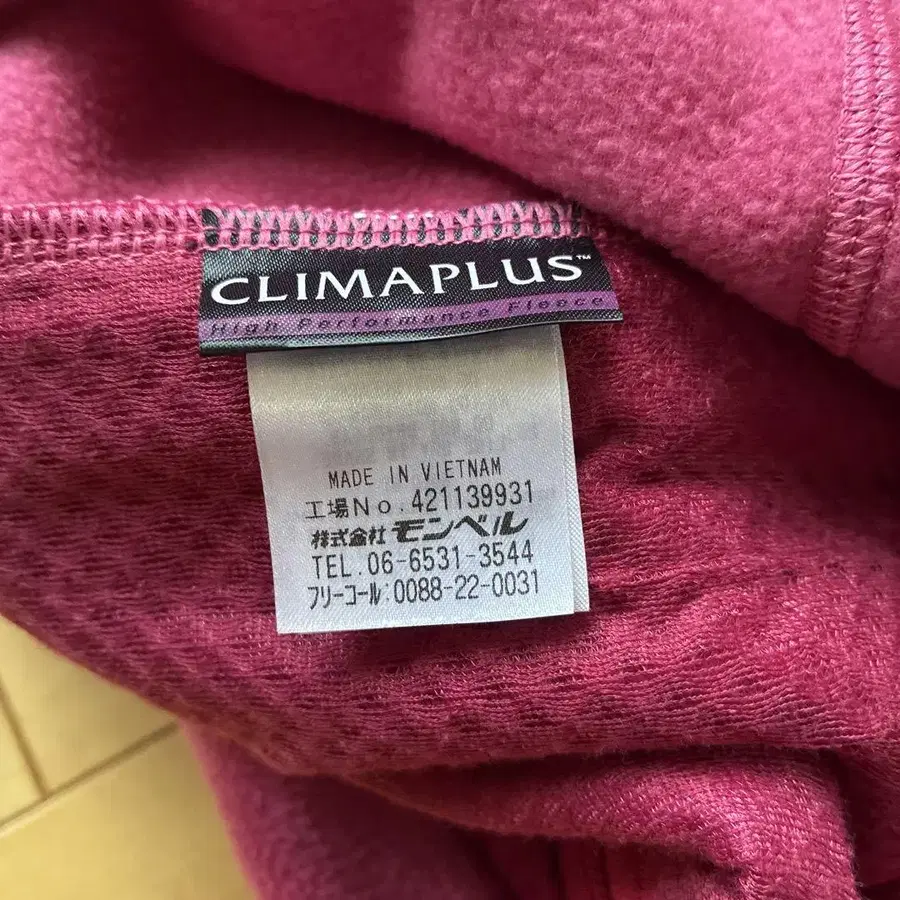 CLIMAPLUS™
High Performance Fleece
MADE IN VIETNAM
工場No.421139931
株式会社モンベル
TEL.06-6531-3544
フリーコール:0088-22-0031